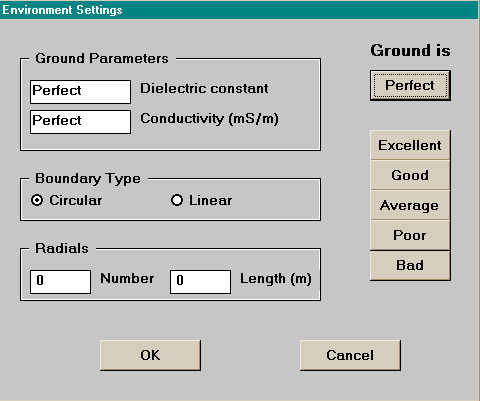 Environment Settings
Ground Parameters
Perfect Dielectric constant
Perfect Conductivity (mS/m)
Boundary Type
Circular Linear
Radials
0 Number 0 Length (m)
OK Cancel
Ground is
Perfect
Excellent
Good
Average
Poor
Bad